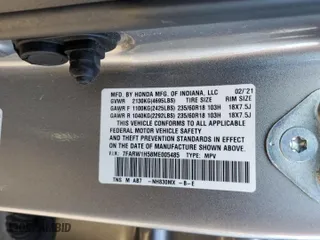 MFD. BY HONDA MFG. OF INDIANA, LLC 02/'21
GVWR 2130KG(4695LBS) TIRE SIZE RIM SIZE
GAWR F 1100KG(2425LBS) 235/60R18 103H 18X7.5J
GAWR R 1040KG(2292LBS) 235/60R18 103H 18X7.5J
THIS VEHICLE CONFORMS TO ALL APPLICABLE
FEDERAL MOTOR VEHICLE SAFETY
AND THEFT PREVENTION STANDARDS IN EFFECT
ON THE DATE OF MANUFACTURE SHOWN ABOVE.
V.I.N. 7FARW1H58ME005485 TYPE: MPV
TNG M ABT -NH830MX -B-E